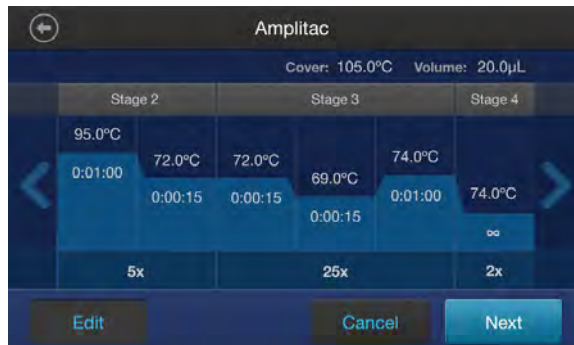 Amplitac
Cover: 105.0°C Volume: 20.0µL
Stage 2 Stage 3 Stage 4
95.0°C 72.0°C 72.0°C 69.0°C 74.0°C 74.0°C
0:01:00 0:00:15 0:00:15 0:00:15 0:01:00 ∞
5x 25x 2x
Edit Cancel Next